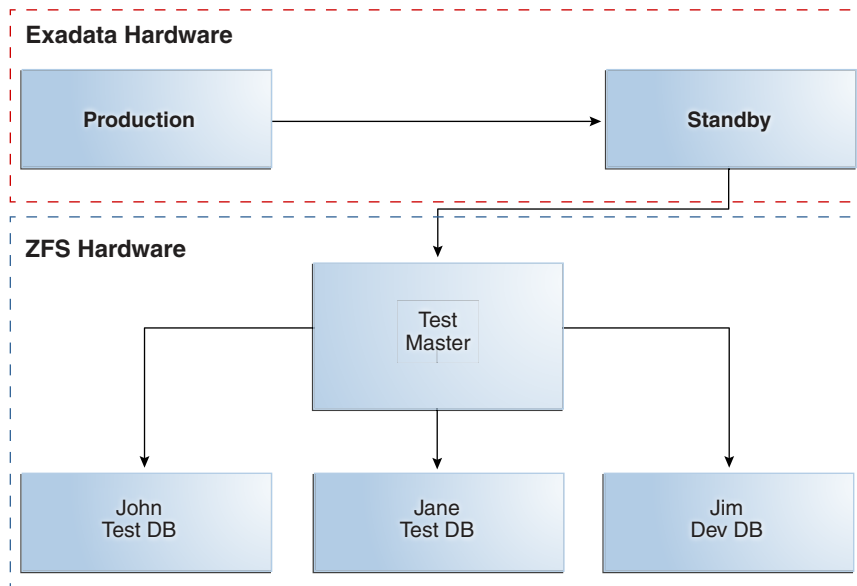 Exadata Hardware
Production
Standby
ZFS Hardware
Test
Master
John
Test DB
Jane
Test DB
Jim
Dev DB